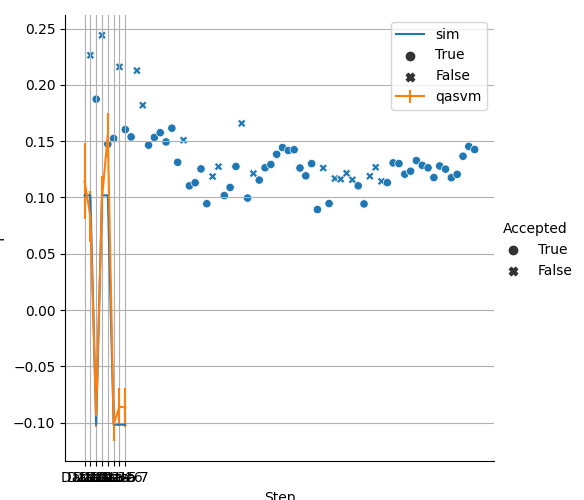 0.25
0.20
0.15
0.10
0.05
0.00
−0.05
−0.10
sim
True
False
qasvm
Accepted
True
False
Step